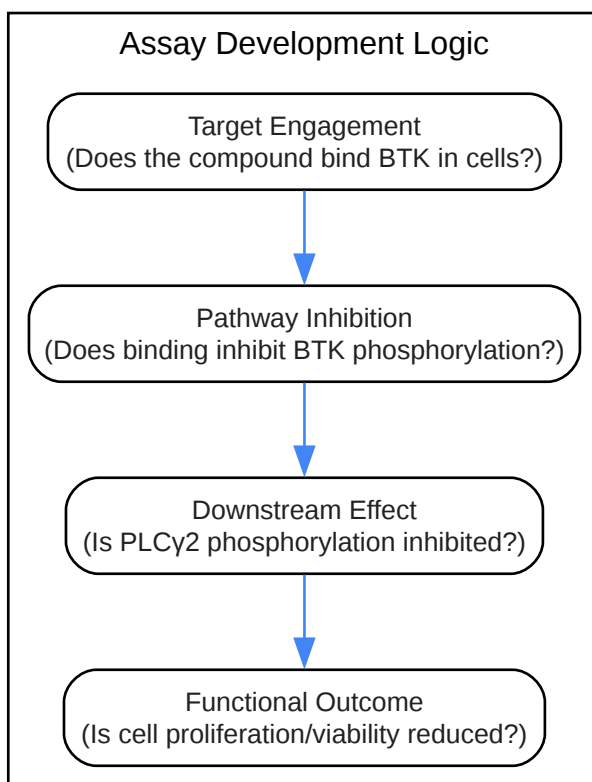 Assay Development Logic
Target Engagement
(Does the compound bind BTK in cells?)
Pathway Inhibition
(Does binding inhibit BTK phosphorylation?)
Downstream Effect
(Is PLCγ2 phosphorylation inhibited?)
Functional Outcome
(Is cell proliferation/viability reduced?)